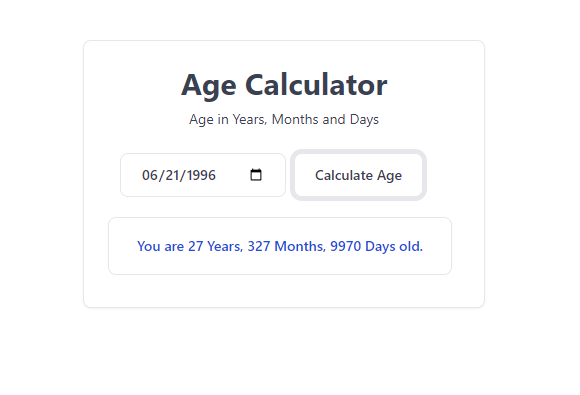 Age Calculator
Age in Years, Months and Days
06/21/1996 Calculate Age
You are 27 Years, 327 Months, 9970 Days old.